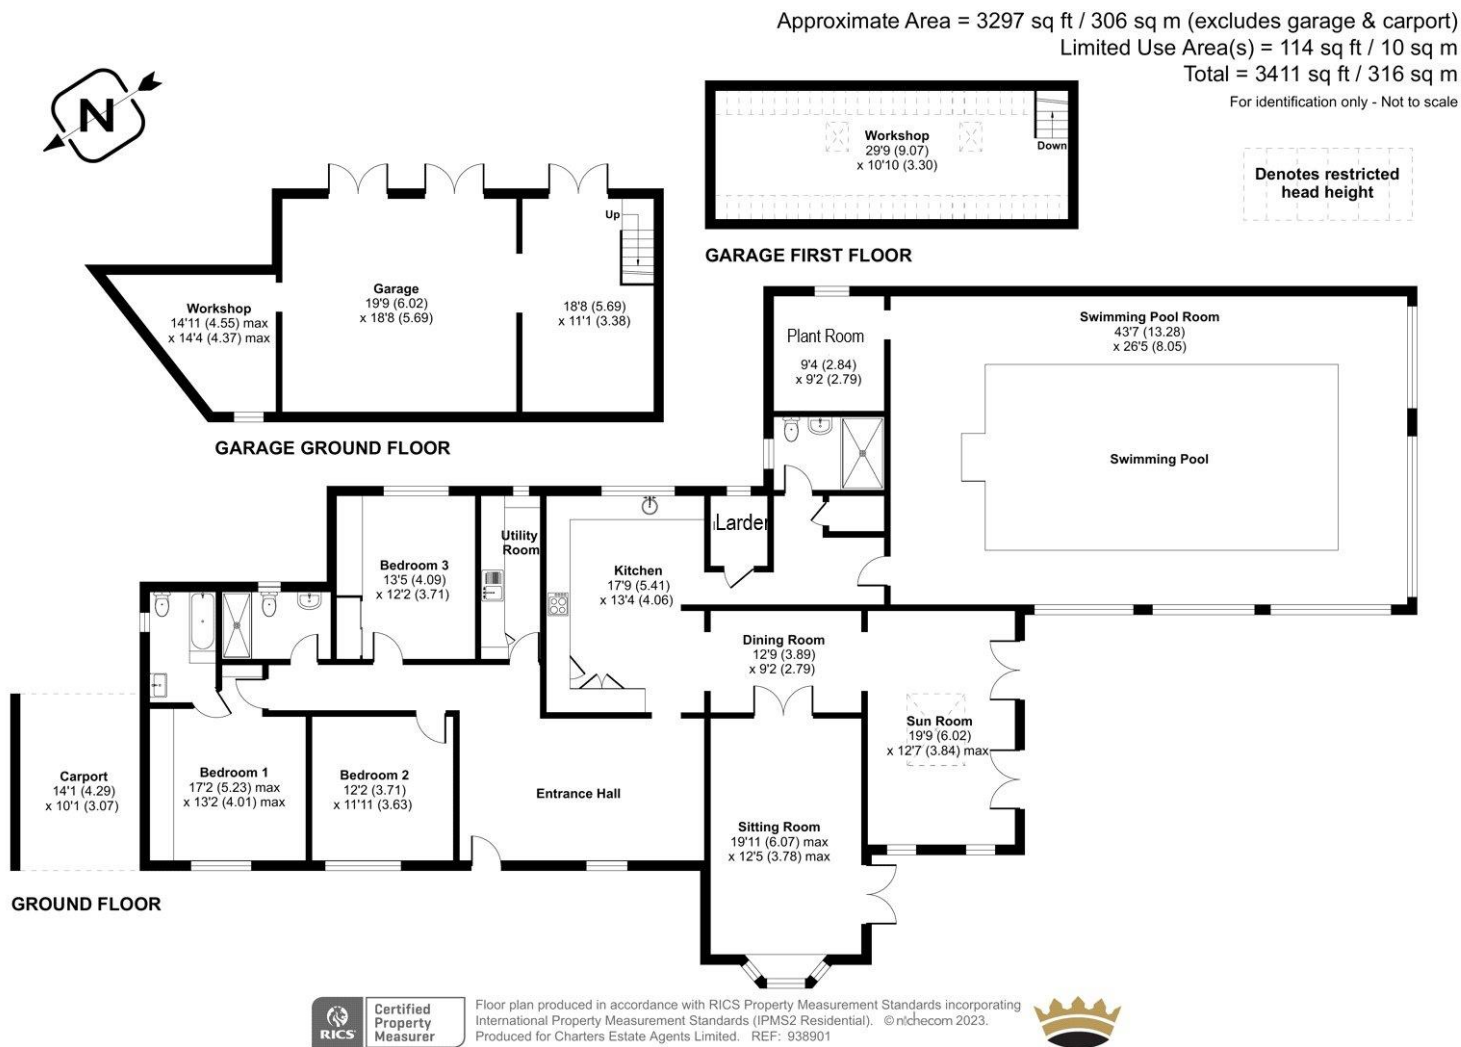 Approximate Area = 3297 sq ft / 306 sq m (excludes garage & carport)
Limited Use Area(s) = 114 sq ft / 10 sq m
Total = 3411 sq ft / 316 sq m
For identification only - Not to scale
N
Workshop
29'9 (9.07)
x 10'10 (3.30)
Down
Denotes restricted
head height
GARAGE FIRST FLOOR
Up
Garage
19'9 (6.02)
x 18'8 (5.69)
18'8 (5.69)
x 11'1 (3.38)
Workshop
14'11 (4.55) max
x 14'4 (4.37) max
GARAGE GROUND FLOOR
Plant Room
9'4 (2.84)
x 9'2 (2.79)
Swimming Pool Room
43'7 (13.28)
x 26'5 (8.05)
Swimming Pool
Larder
Utility
Room
Kitchen
17'9 (5.41)
x 13'4 (4.06)
Bedroom 3
13'5 (4.09)
x 12'2 (3.71)
Dining Room
12'9 (3.89)
x 9'2 (2.79)
Sun Room
19'9 (6.02)
x 12'7 (3.84) max
Carport
14'1 (4.29)
x 10'1 (3.07)
Bedroom 1
17'2 (5.23) max
x 13'2 (4.01) max
Bedroom 2
12'2 (3.71)
x 11'11 (3.63)
Entrance Hall
Sitting Room
19'11 (6.07) max
x 12'5 (3.78) max
GROUND FLOOR
RICS
Certified
Property
Measurer
Floor plan produced in accordance with RICS Property Measurement Standards incorporating
International Property Measurement Standards (IPMS2 Residential). © nichecom 2023.
Produced for Charters Estate Agents Limited. REF: 938901